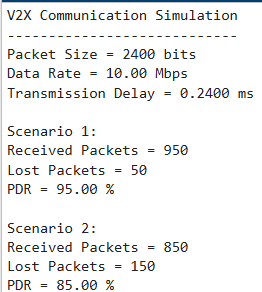 V2X Communication Simulation
----------------------------
Packet Size = 2400 bits
Data Rate = 10.00 Mbps
Transmission Delay = 0.2400 ms

Scenario 1:
Received Packets = 950
Lost Packets = 50
PDR = 95.00 %

Scenario 2:
Received Packets = 850
Lost Packets = 150
PDR = 85.00 %